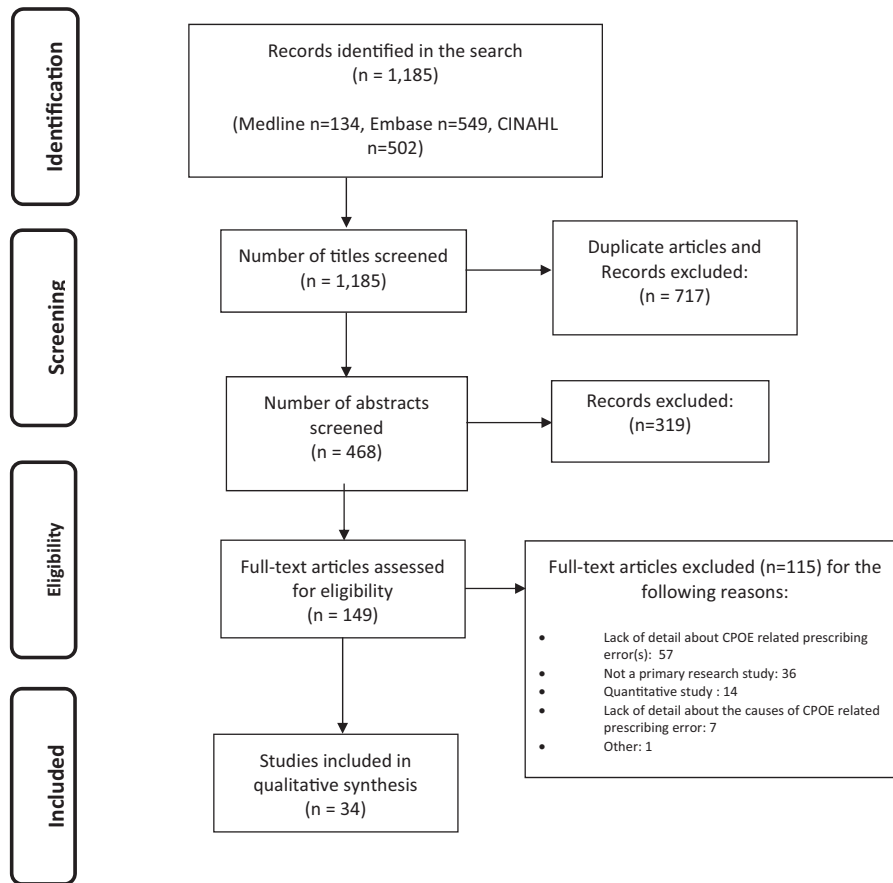 Identification
Records identified in the search
(n = 1,185)
(Medline n=134, Embase n=549, CINAHL
n=502)
Screening
Number of titles screened
(n = 1,185)
Duplicate articles and
Records excluded:
(n = 717)
Number of abstracts
screened
(n = 468)
Records excluded:
(n=319)
Eligibility
Full-text articles assessed
for eligibility
(n = 149)
Full-text articles excluded (n=115) for the
following reasons:
• Lack of detail about CPOE related prescribing
error(s): 57
• Not a primary research study: 36
• Quantitative study : 14
• Lack of detail about the causes of CPOE related
prescribing error: 7
• Other: 1
Included
Studies included in
qualitative synthesis
(n = 34)